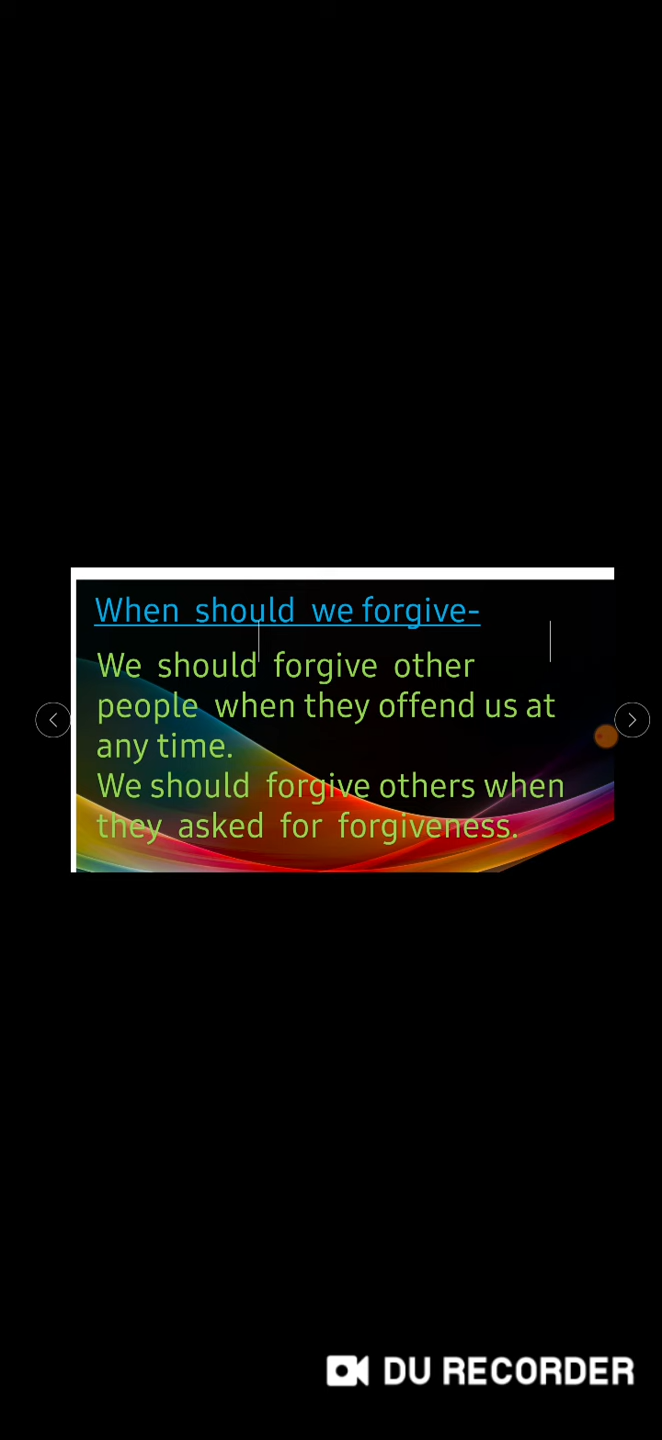 When should we forgive-
We should forgive other
people when they offend us at
any time.
We should forgive others when
they asked for forgiveness.
DU RECORDER